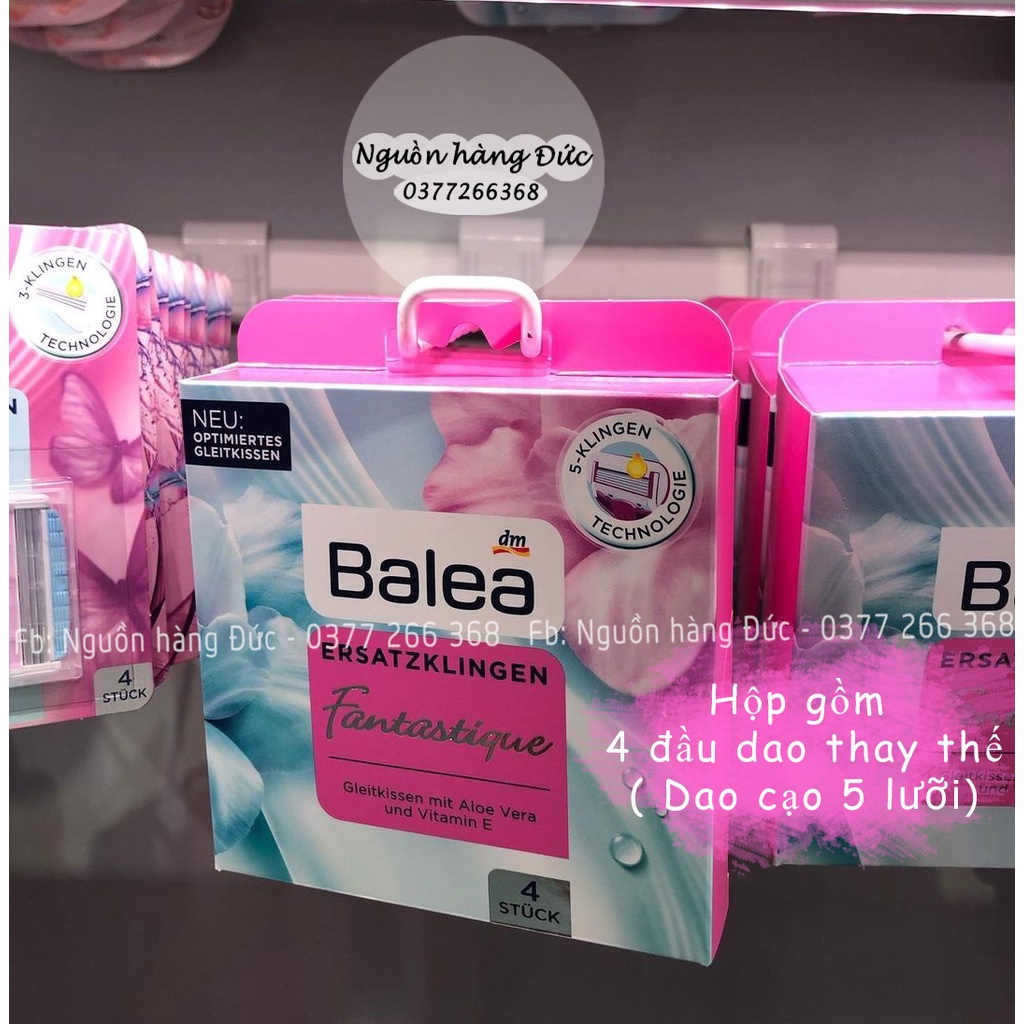 Nguồn hàng Đức
0377266368
3-KLINGEN
TECHNOLOGIE
NEU:
OPTIMIERTES
GLEITKISSEN
5-KLINGEN
TECHNOLOGIE
dm
Balea
B
Fb: Nguồn hàng Đức - 0377 266 368
Fb: Nguồn hàng Đức - 0377 266 368
ERSATZKLINGEN
Fantastique
Gleitkissen mit Aloe Vera
und Vitamin E
4
STÜCK
4
STÜCK
ERSA
Hộp gồm
4 đầu dao thay thế
( Dao cạo 5 lưỡi)